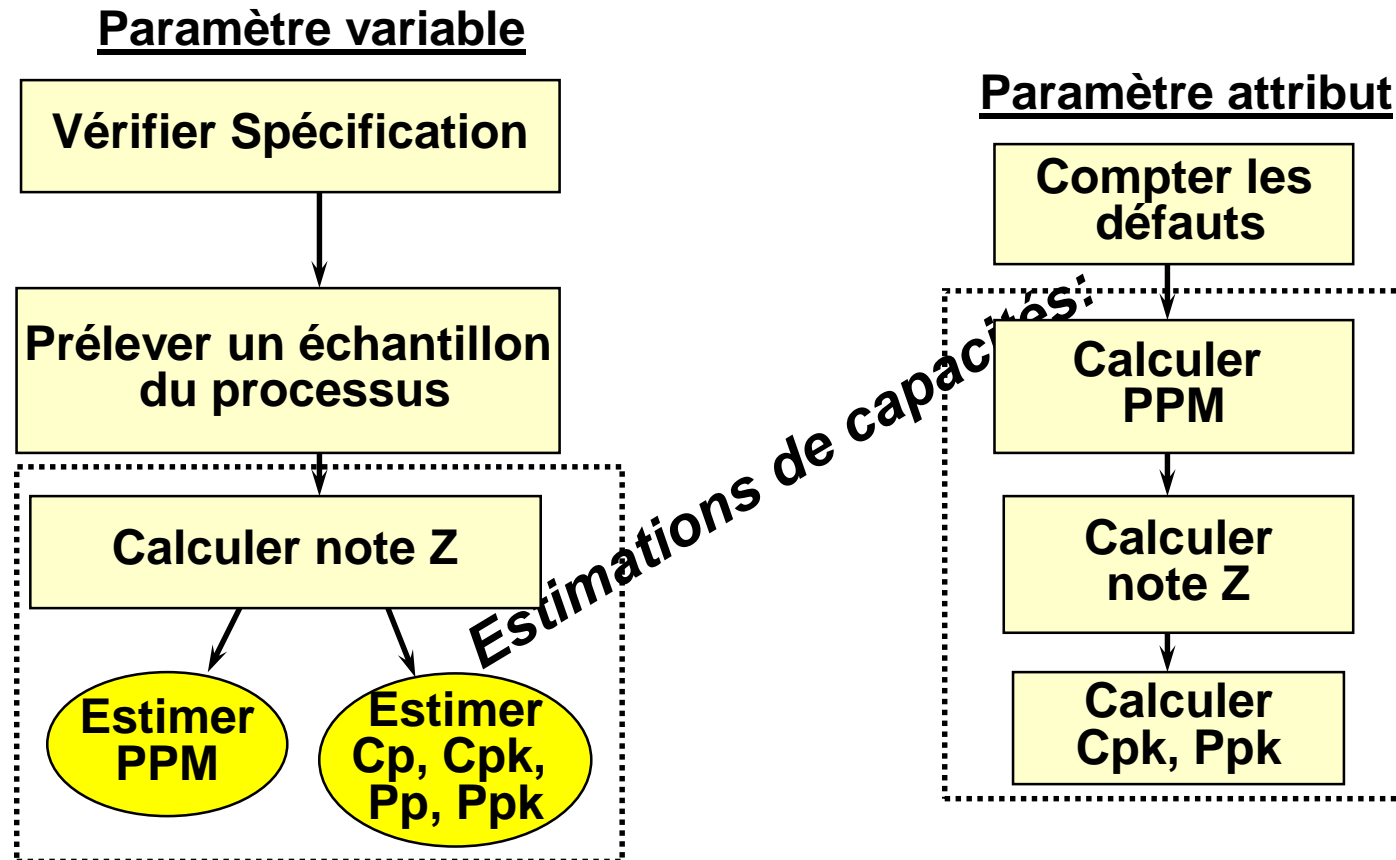 Paramètre variable
Vérifier Spécification
Prélever un échantillon
du processus
Calculer note Z
Estimer
PPM
Estimer
Cp, Cpk,
Pp, Ppk
Estimations de capacités:
Paramètre attribut
Compter les
défauts
Calculer
PPM
Calculer
note Z
Calculer
Cpk, Ppk